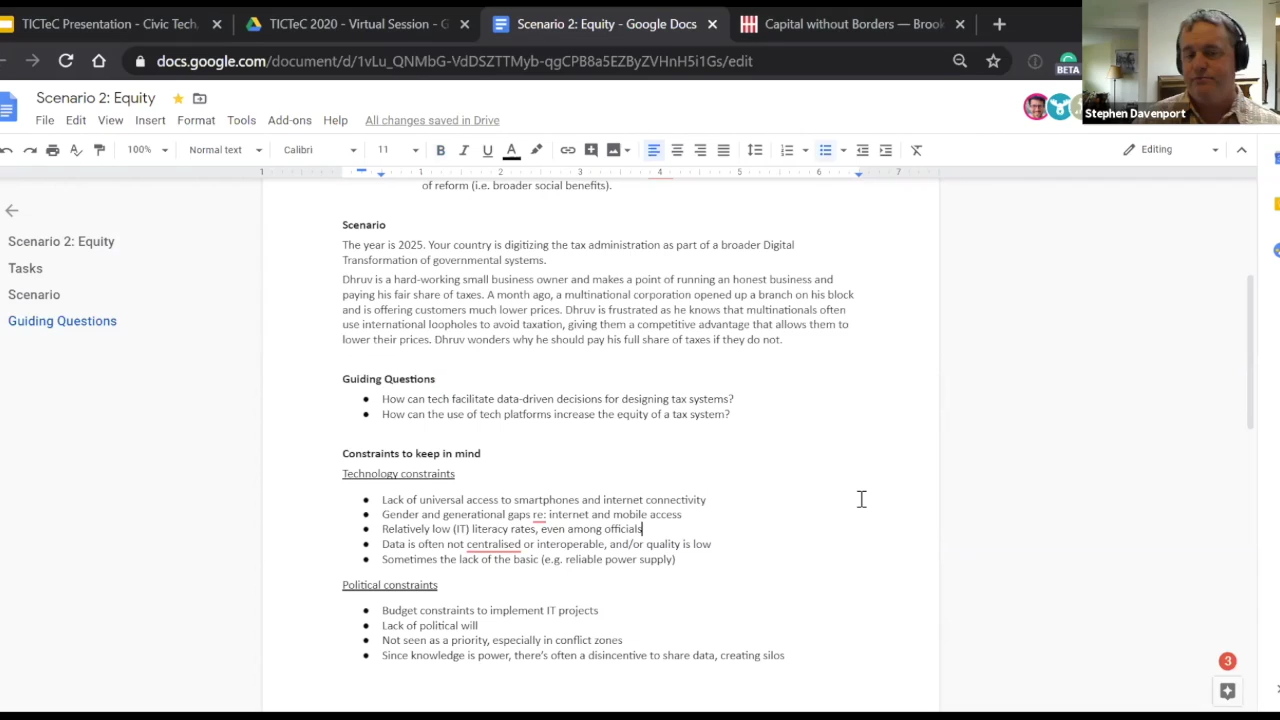 TICTeC Presentation - Civic Tech
TICTeC 2020 - Virtual Session - G
Scenario 2: Equity - Google Docs
Capital without Borders — Brook
docs.google.com/document/d/1vLu_QNMbG-VdDSZTTMyb-qgCPB8a5EZByZVHnH5i1Gs/edit
BETA
Stephen Davenport
Scenario 2: Equity
File Edit View Insert Format Tools Add-ons Help All changes saved in Drive
100% Normal text Calibri 11 B I U A Editing
1 1 2 3 4 5 6 7
of reform (i.e. broader social benefits).
Scenario 2: Equity
Tasks
Scenario
Guiding Questions
Scenario
The year is 2025. Your country is digitizing the tax administration as part of a broader Digital
Transformation of governmental systems.
Dhruv is a hard-working small business owner and makes a point of running an honest business and
paying his fair share of taxes. A month ago, a multinational corporation opened up a branch on his block
and is offering customers much lower prices. Dhruv is frustrated as he knows that multinationals often
use international loopholes to avoid taxation, giving them a competitive advantage that allows them to
lower their prices. Dhruv wonders why he should pay his full share of taxes if they do not.
Guiding Questions
● How can tech facilitate data-driven decisions for designing tax systems?
● How can the use of tech platforms increase the equity of a tax system?
Constraints to keep in mind
Technology constraints
● Lack of universal access to smartphones and internet connectivity
● Gender and generational gaps re: internet and mobile access
● Relatively low (IT) literacy rates, even among officials
● Data is often not centralised or interoperable, and/or quality is low
● Sometimes the lack of the basic (e.g. reliable power supply)
Political constraints
● Budget constraints to implement IT projects
● Lack of political will
● Not seen as a priority, especially in conflict zones
● Since knowledge is power, there's often a disincentive to share data, creating silos
3